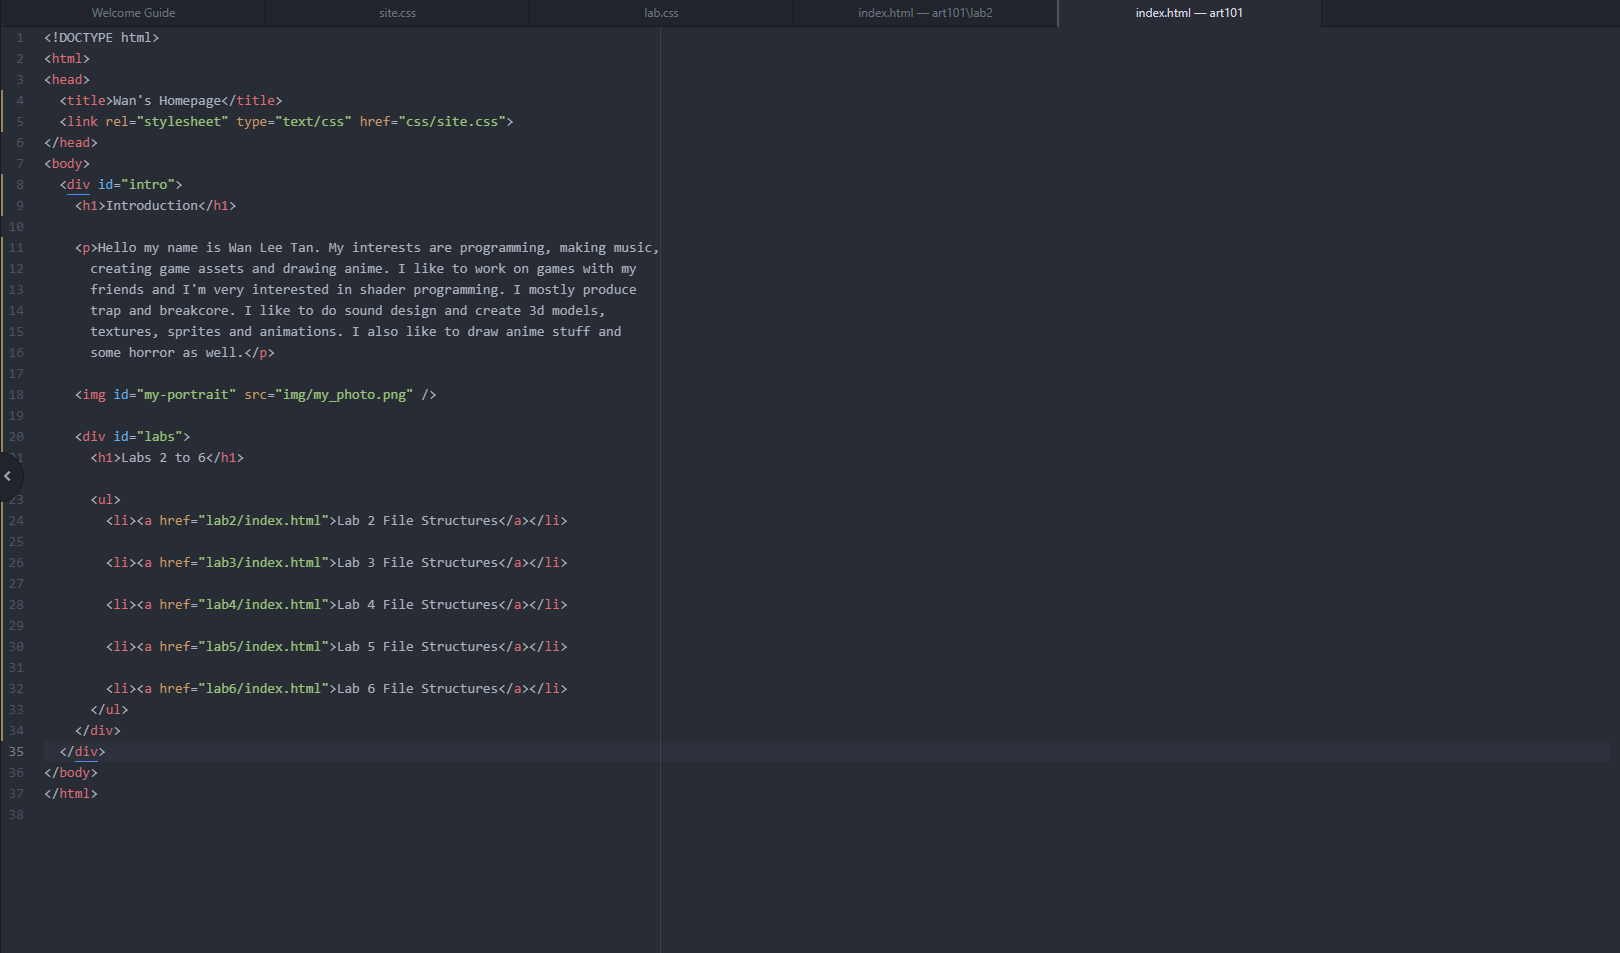 Welcome Guide
site.css
lab.css
index.html — art101\lab2
index.html — art101
1 <!DOCTYPE html>
2 <html>
3 <head>
4   <title>Wan's Homepage</title>
5   <link rel="stylesheet" type="text/css" href="css/site.css">
6 </head>
7 <body>
8   <div id="intro">
9     <h1>Introduction</h1>
10
11     <p>Hello my name is Wan Lee Tan. My interests are programming, making music,
12       creating game assets and drawing anime. I like to work on games with my
13       friends and I'm very interested in shader programming. I mostly produce
14       trap and breakcore. I like to do sound design and create 3d models,
15       textures, sprites and animations. I also like to draw anime stuff and
16       some horror as well.</p>
17
18     <img id="my-portrait" src="img/my_photo.png" />
19
20     <div id="labs">
21       <h1>Labs 2 to 6</h1>
23       <ul>
24         <li><a href="lab2/index.html">Lab 2 File Structures</a></li>
25
26         <li><a href="lab3/index.html">Lab 3 File Structures</a></li>
27
28         <li><a href="lab4/index.html">Lab 4 File Structures</a></li>
29
30         <li><a href="lab5/index.html">Lab 5 File Structures</a></li>
31
32         <li><a href="lab6/index.html">Lab 6 File Structures</a></li>
33       </ul>
34     </div>
35   </div>
36 </body>
37 </html>
38